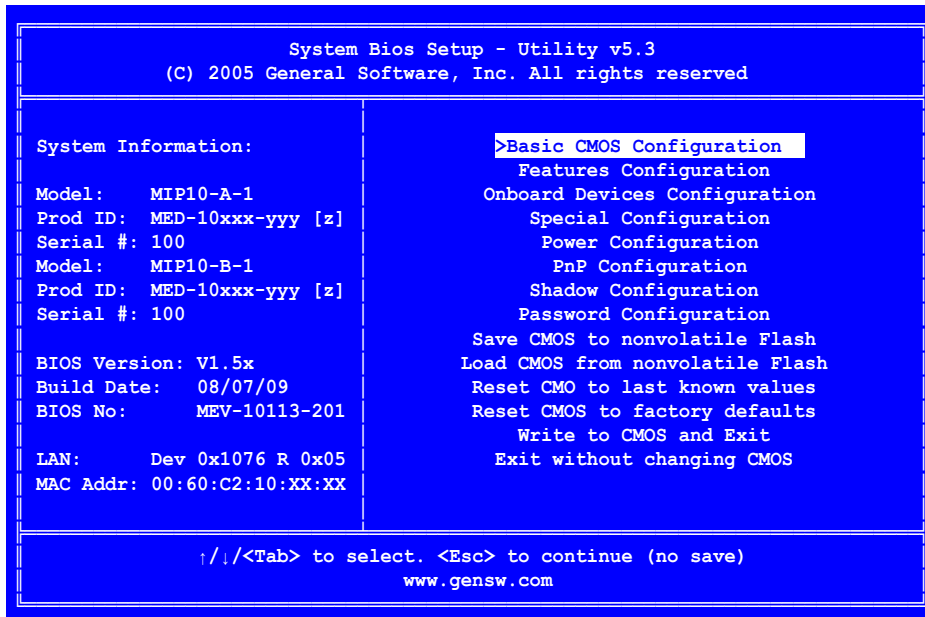 System Bios Setup - Utility v5.3
(C) 2005 General Software, Inc. All rights reserved
System Information:
Model: MIP10-A-1
Prod ID: MED-10xxx-yyy [z]
Serial #: 100
Model: MIP10-B-1
Prod ID: MED-10xxx-yyy [z]
Serial #: 100
BIOS Version: V1.5x
Build Date: 08/07/09
BIOS No: MEV-10113-201
LAN: Dev 0x1076 R 0x05
MAC Addr: 00:60:C2:10:XX:XX
>Basic CMOS Configuration
Features Configuration
Onboard Devices Configuration
Special Configuration
Power Configuration
PnP Configuration
Shadow Configuration
Password Configuration
Save CMOS to nonvolatile Flash
Load CMOS from nonvolatile Flash
Reset CMO to last known values
Reset CMOS to factory defaults
Write to CMOS and Exit
Exit without changing CMOS
↑/↓/<Tab> to select. <Esc> to continue (no save)
www.gensw.com